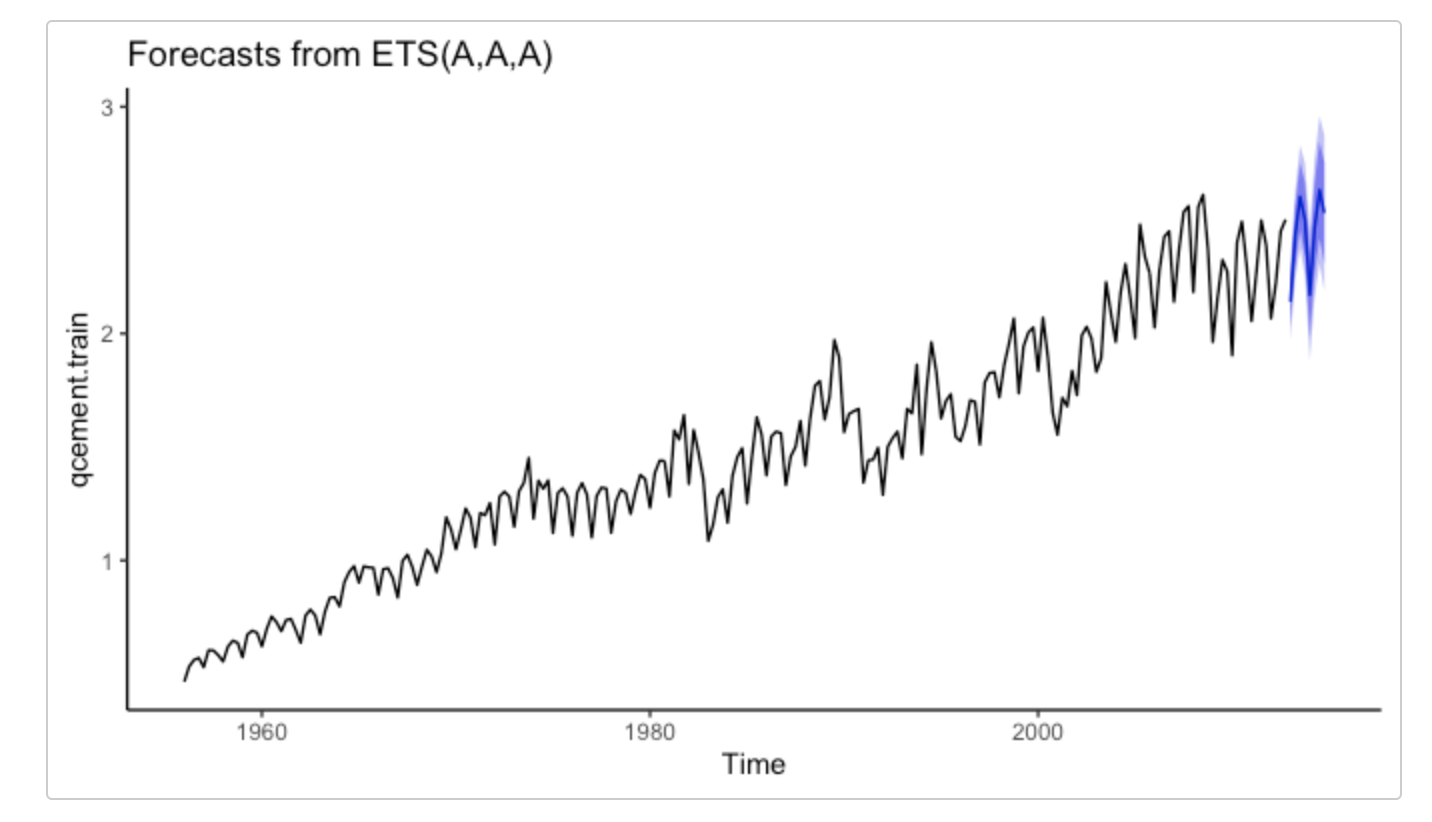 Forecasts from ETS(A,A,A)
3
2
1
qcement.train
1960
1980
2000
Time